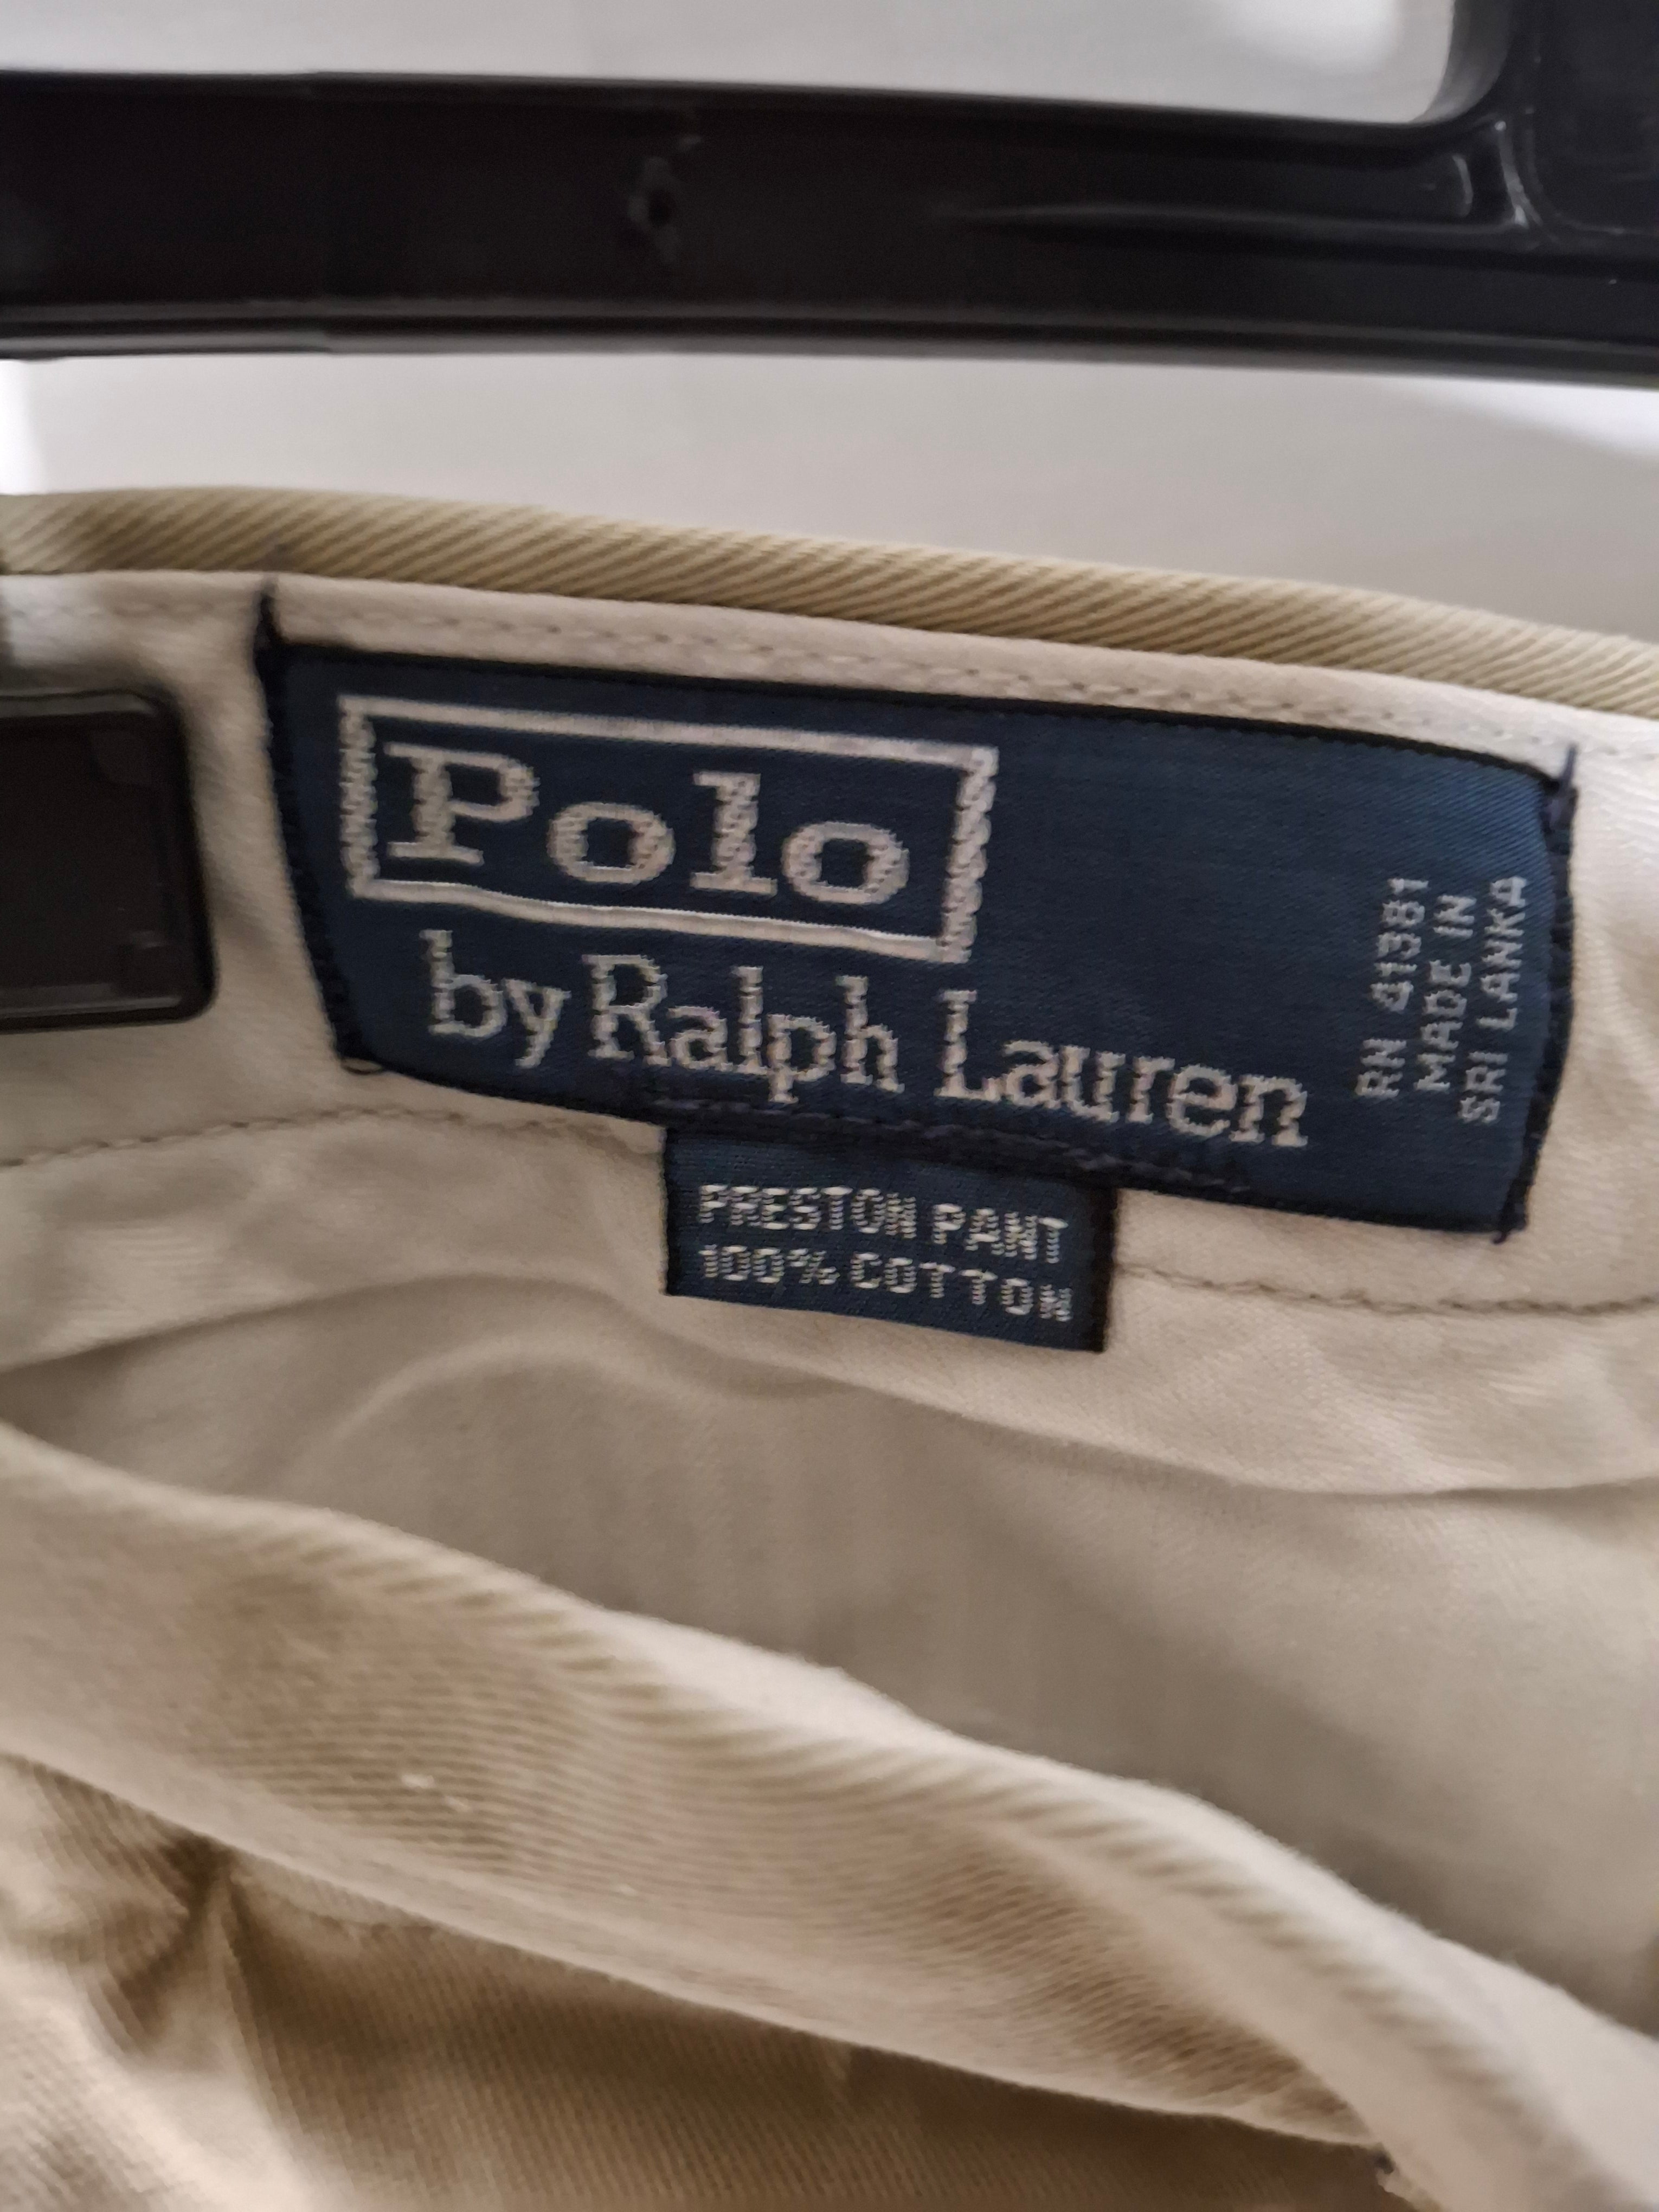 Polo
by Ralph Lauren
RN 41381
MADE IN
SRI LANKA
PRESTON PANT
100% COTTON